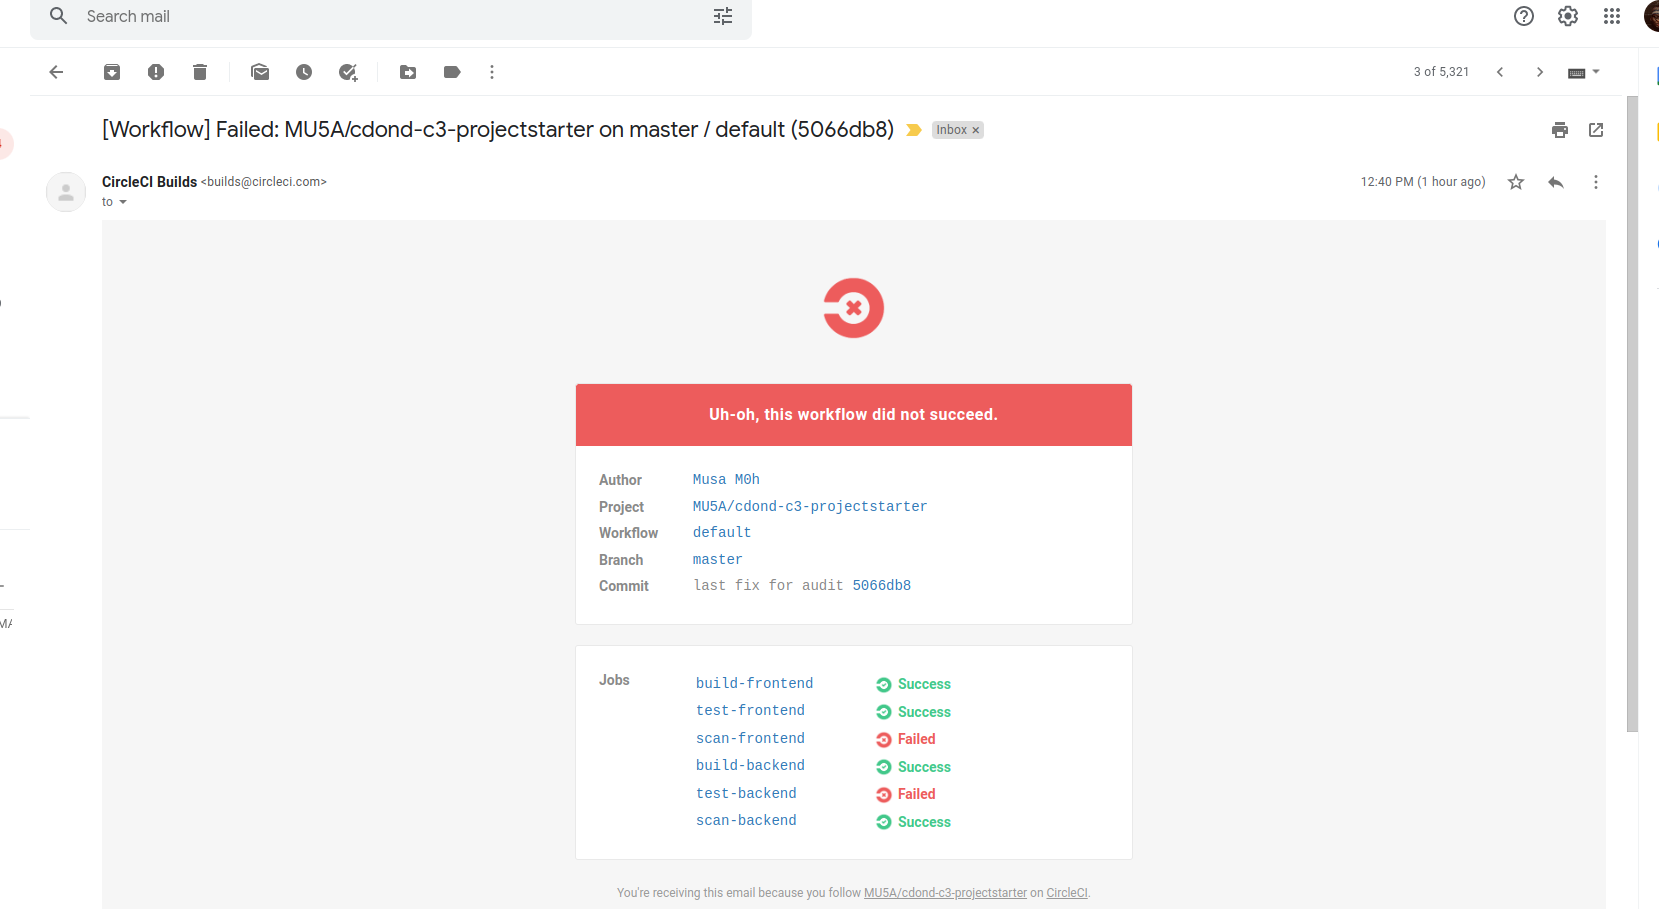 Search mail
3 of 5,321
[Workflow] Failed: MU5A/cdond-c3-projectstarter on master / default (5066db8)
Inbox ×
CircleCI Builds <builds@circleci.com>
12:40 PM (1 hour ago)
to
Uh-oh, this workflow did not succeed.
Author Musa M0h
Project MU5A/cdond-c3-projectstarter
Workflow default
Branch master
Commit last fix for audit 5066db8
Jobs
build-frontend Success
test-frontend Success
scan-frontend Failed
build-backend Success
test-backend Failed
scan-backend Success
You're receiving this email because you follow MU5A/cdond-c3-projectstarter on CircleCI.